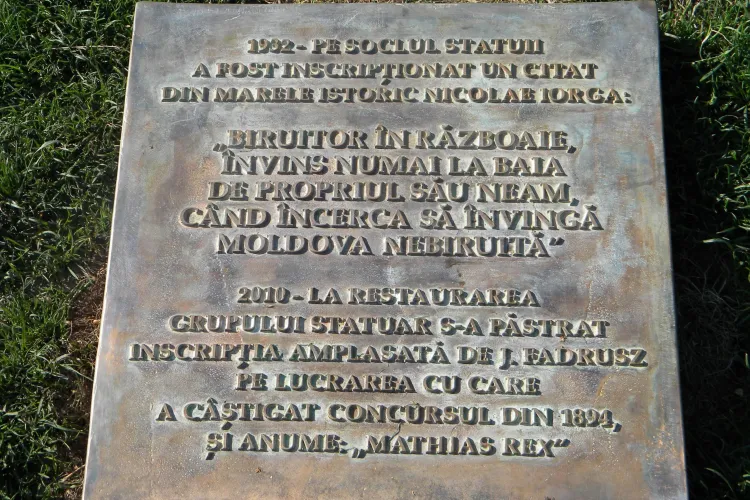 1992 - PE SOCLUL STATUII
A FOST INSCRIPȚIONAT UN CITAT
DIN MARELE ISTORIC NICOLAE IORGA:
„BIRUITOR ÎN RĂZBOAIE,
ÎNVINS NUMAI LA BAIA
DE PROPRIUL SĂU NEAM,
CÂND ÎNCERCA SĂ ÎNVINGĂ
MOLDOVA NEBIRUITĂ”
2010 - LA RESTAURAREA
GRUPULUI STATUAR S-A PĂSTRAT
INSCRIPȚIA AMPLASATĂ DE J. FADRUSZ
PE LUCRAREA CU CARE
A CÂȘTIGAT CONCURSUL DIN 1894,
ȘI ANUME: „MATHIAS REX”